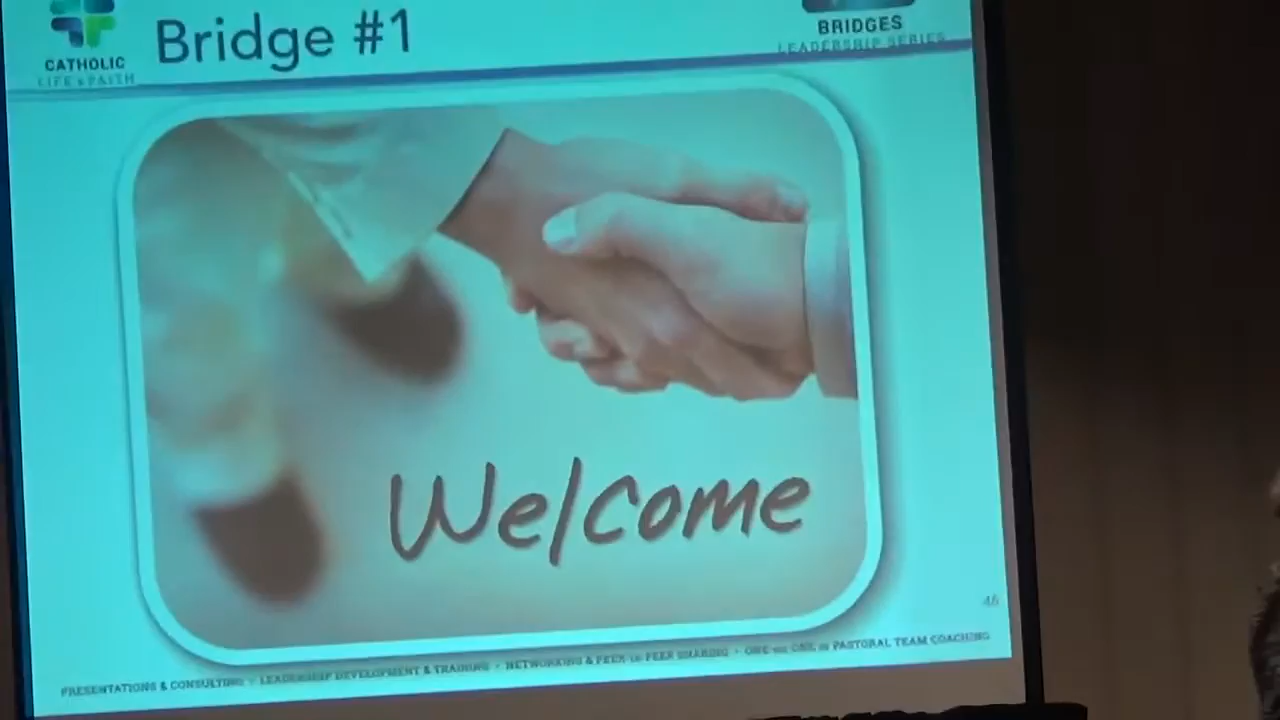 Bridge #1
CATHOLIC
LIFE & FAITH
BRIDGES
LEADERSHIP SERIES
Welcome
46
PRESENTATIONS & CONSULTING • LEADERSHIP DEVELOPMENT & TRAINING • NETWORKING & PEER-TO-PEER SHARING • ONE ON ONE or PASTORAL TEAM COACHING